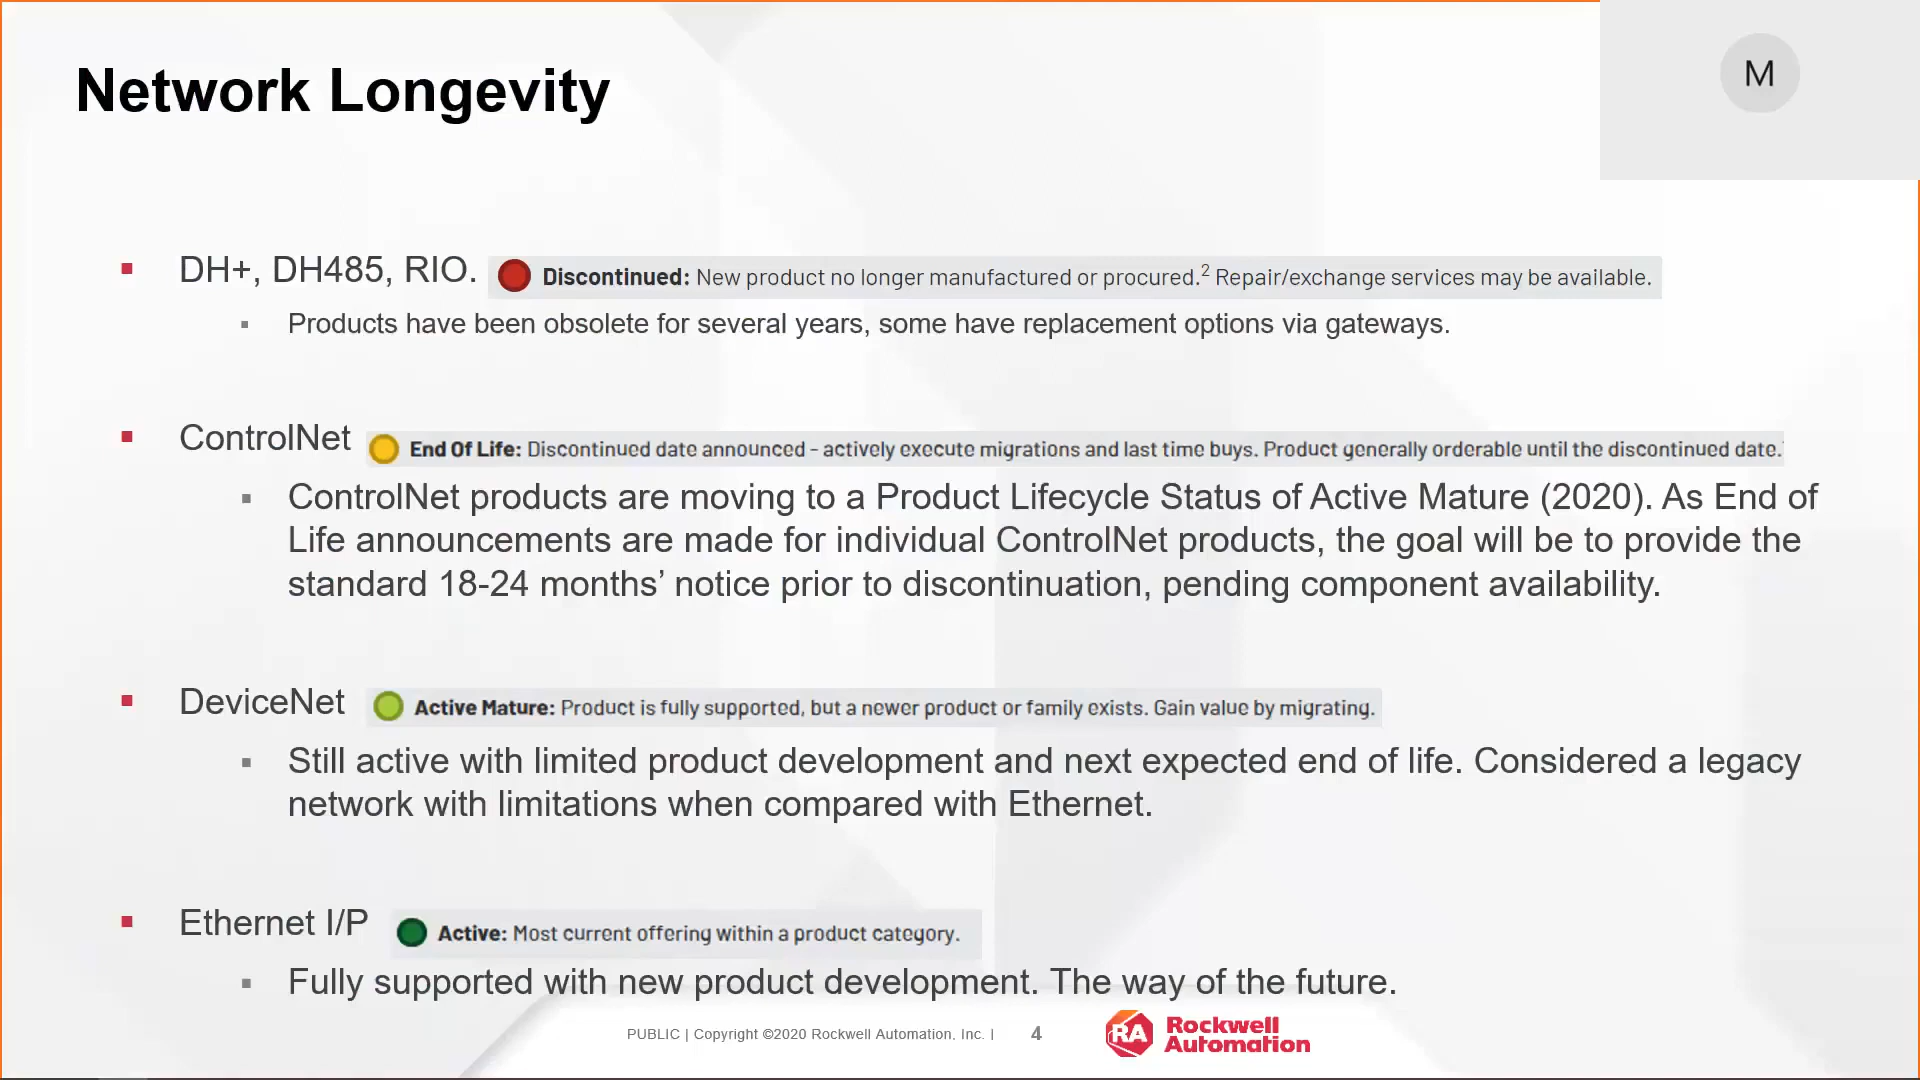 Network Longevity
M
DH+, DH485, RIO.
Discontinued: New product no longer manufactured or procured.2 Repair/exchange services may be available.
Products have been obsolete for several years, some have replacement options via gateways.
ControlNet
End Of Life: Discontinued date announced - actively execute migrations and last time buys. Product generally orderable until the discontinued date.
ControlNet products are moving to a Product Lifecycle Status of Active Mature (2020). As End of
Life announcements are made for individual ControlNet products, the goal will be to provide the
standard 18-24 months’ notice prior to discontinuation, pending component availability.
DeviceNet
Active Mature: Product is fully supported, but a newer product or family exists. Gain value by migrating.
Still active with limited product development and next expected end of life. Considered a legacy
network with limitations when compared with Ethernet.
Ethernet I/P
Active: Most current offering within a product category.
Fully supported with new product development. The way of the future.
PUBLIC | Copyright ©2020 Rockwell Automation, Inc. |
4
RA
Rockwell
Automation